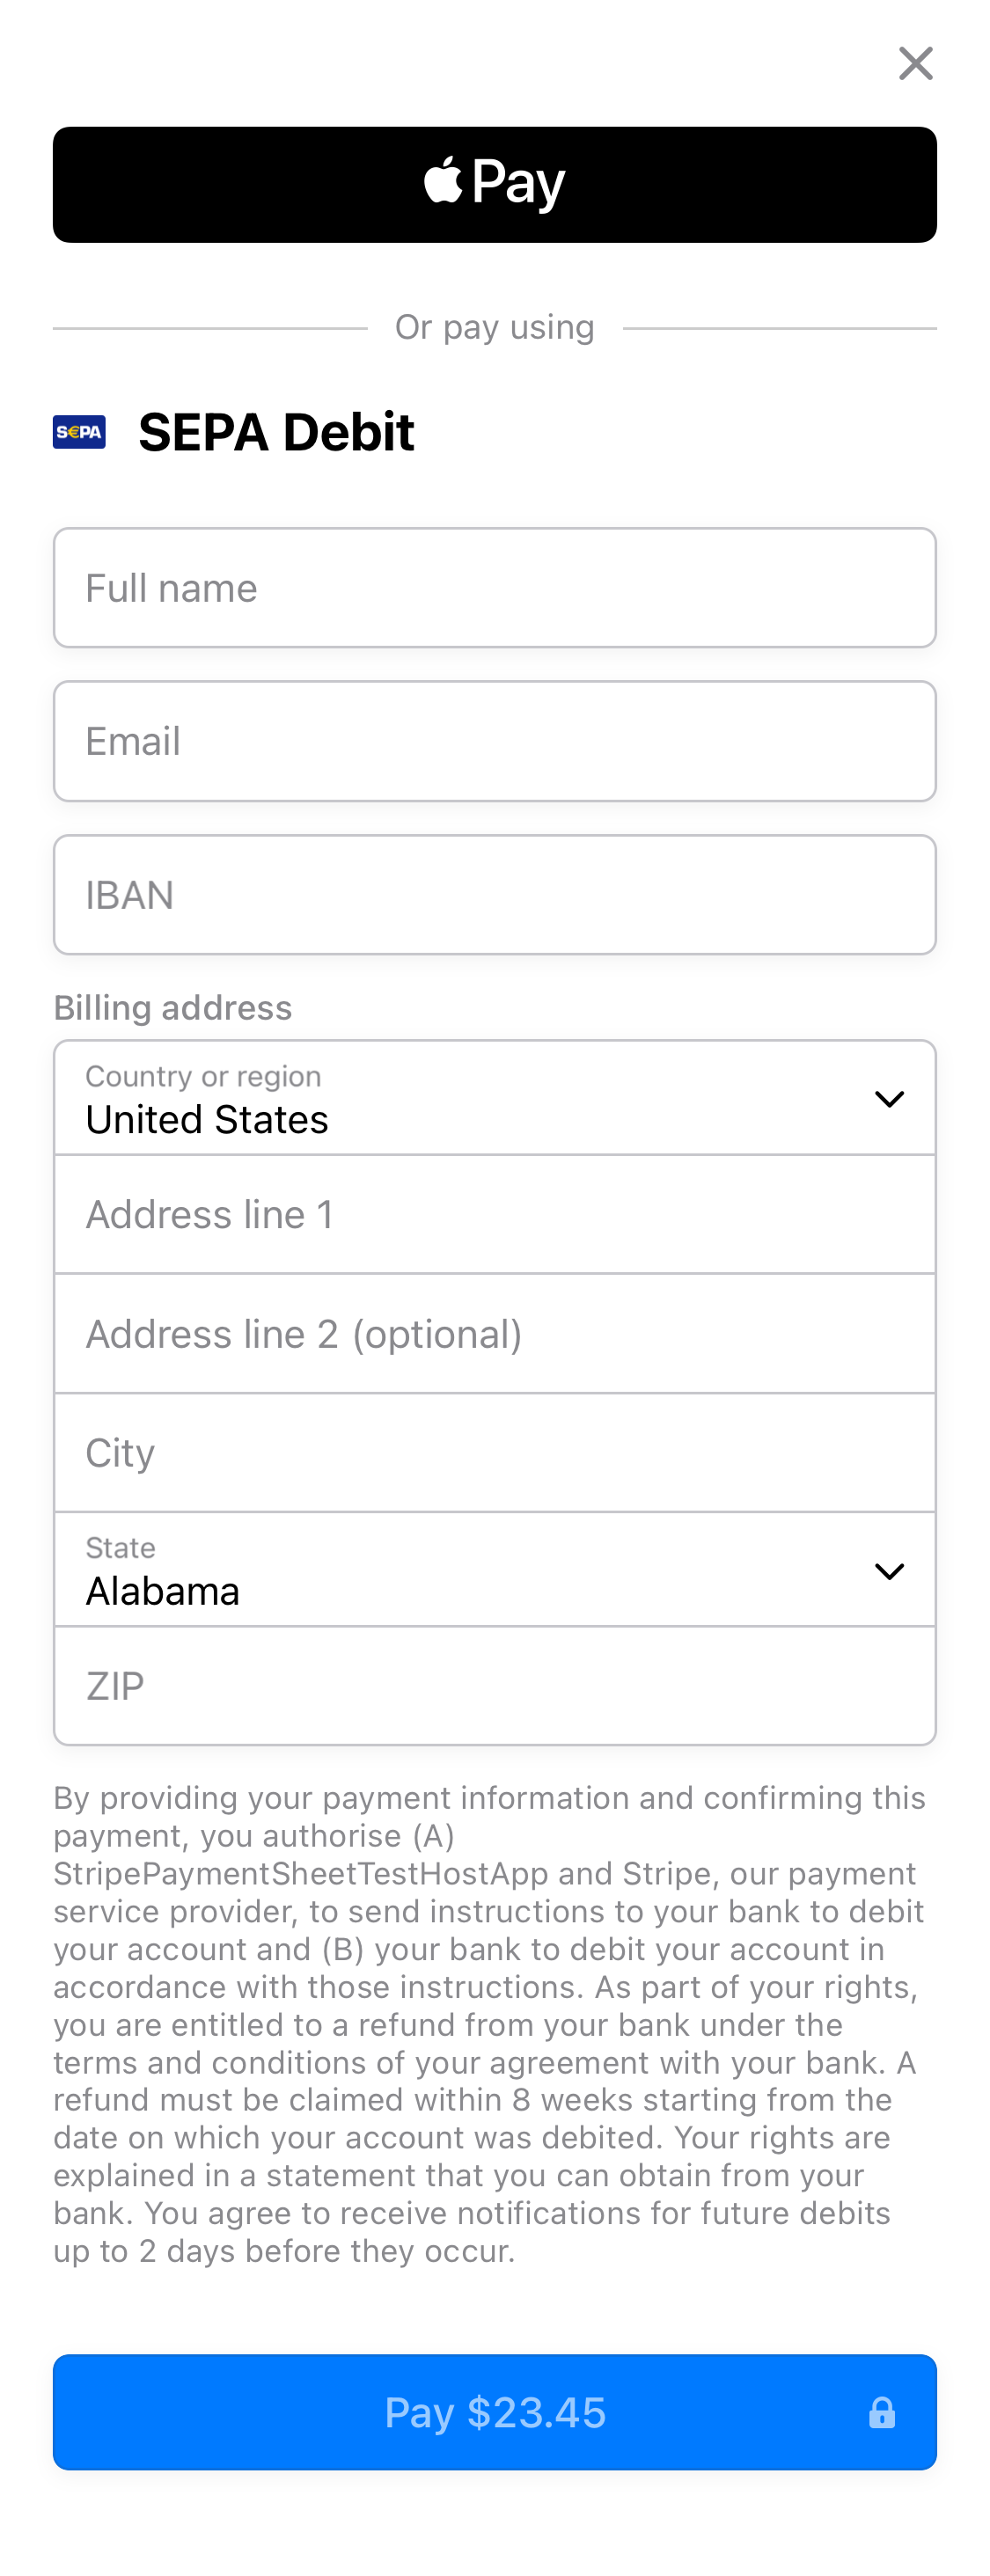 Pay
Or pay using
S€PA
SEPA Debit
Full name
Email
IBAN
Billing address
Country or region
United States
Address line 1
Address line 2 (optional)
City
State
Alabama
ZIP
By providing your payment information and confirming this
payment, you authorise (A)
StripePaymentSheetTestHostApp and Stripe, our payment
service provider, to send instructions to your bank to debit
your account and (B) your bank to debit your account in
accordance with those instructions. As part of your rights,
you are entitled to a refund from your bank under the
terms and conditions of your agreement with your bank. A
refund must be claimed within 8 weeks starting from the
date on which your account was debited. Your rights are
explained in a statement that you can obtain from your
bank. You agree to receive notifications for future debits
up to 2 days before they occur.
Pay $23.45